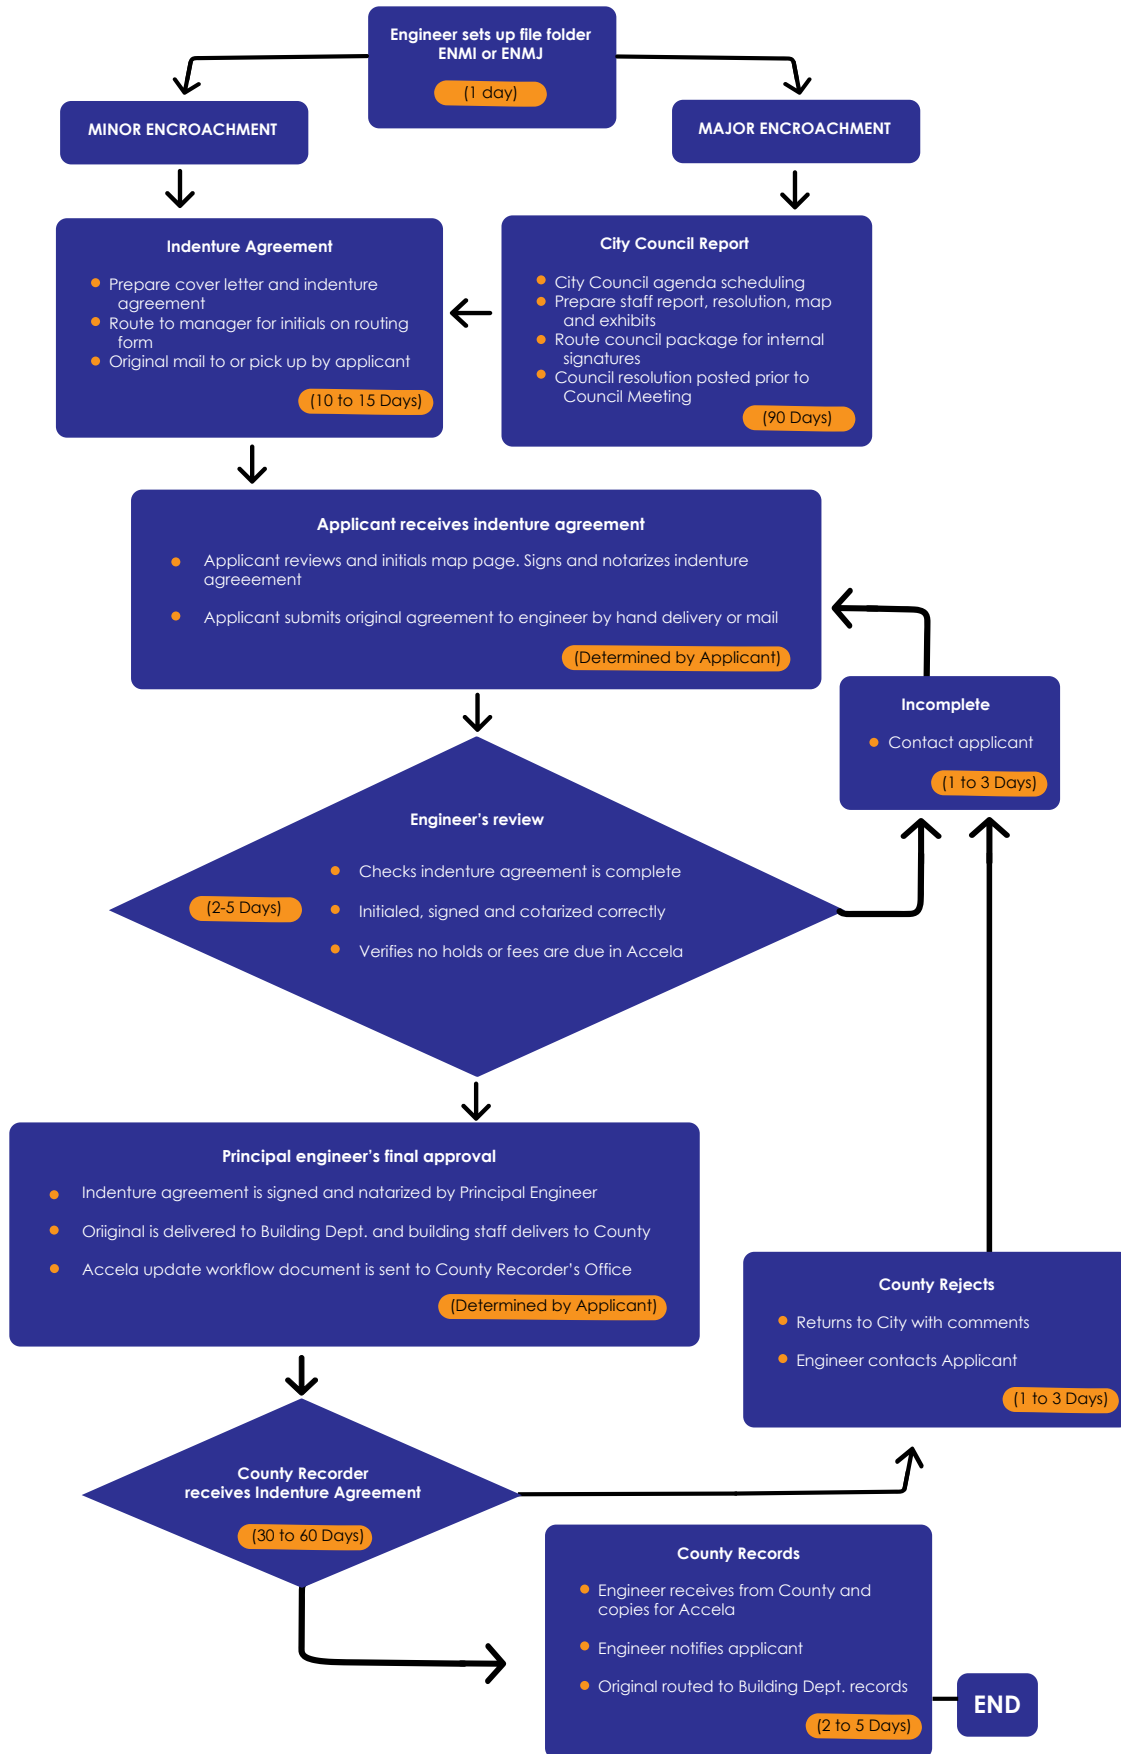 Engineer sets up file folder
ENMI or ENMJ
(1 day)
MINOR ENCROACHMENT
MAJOR ENCROACHMENT
Indenture Agreement
Prepare cover letter and indenture
agreement
Route to manager for initials on routing
form
Original mail to or pick up by applicant
(10 to 15 Days)
City Council Report
City Council agenda scheduling
Prepare staff report, resolution, map
and exhibits
Route council package for internal
signatures
Council resolution posted prior to
Council Meeting
(90 Days)
Applicant receives indenture agreement
Applicant reviews and initials map page. Signs and notarizes indenture
agreeement
Applicant submits original agreement to engineer by hand delivery or mail
(Determined by Applicant)
Incomplete
Contact applicant
(1 to 3 Days)
Engineer's review
Checks indenture agreement is complete
(2-5 Days)
Initialed, signed and cotarized correctly
Verifies no holds or fees are due in Accela
Principal engineer's final approval
Indenture agreement is signed and natarized by Principal Engineer
Oriiginal is delivered to Building Dept. and building staff delivers to County
Accela update workflow document is sent to County Recorder's Office
(Determined by Applicant)
County Rejects
Returns to City with comments
Engineer contacts Applicant
(1 to 3 Days)
County Recorder
receives Indenture Agreement
(30 to 60 Days)
County Records
Engineer receives from County and
copies for Accela
Engineer notifies applicant
Original routed to Building Dept. records
(2 to 5 Days)
END